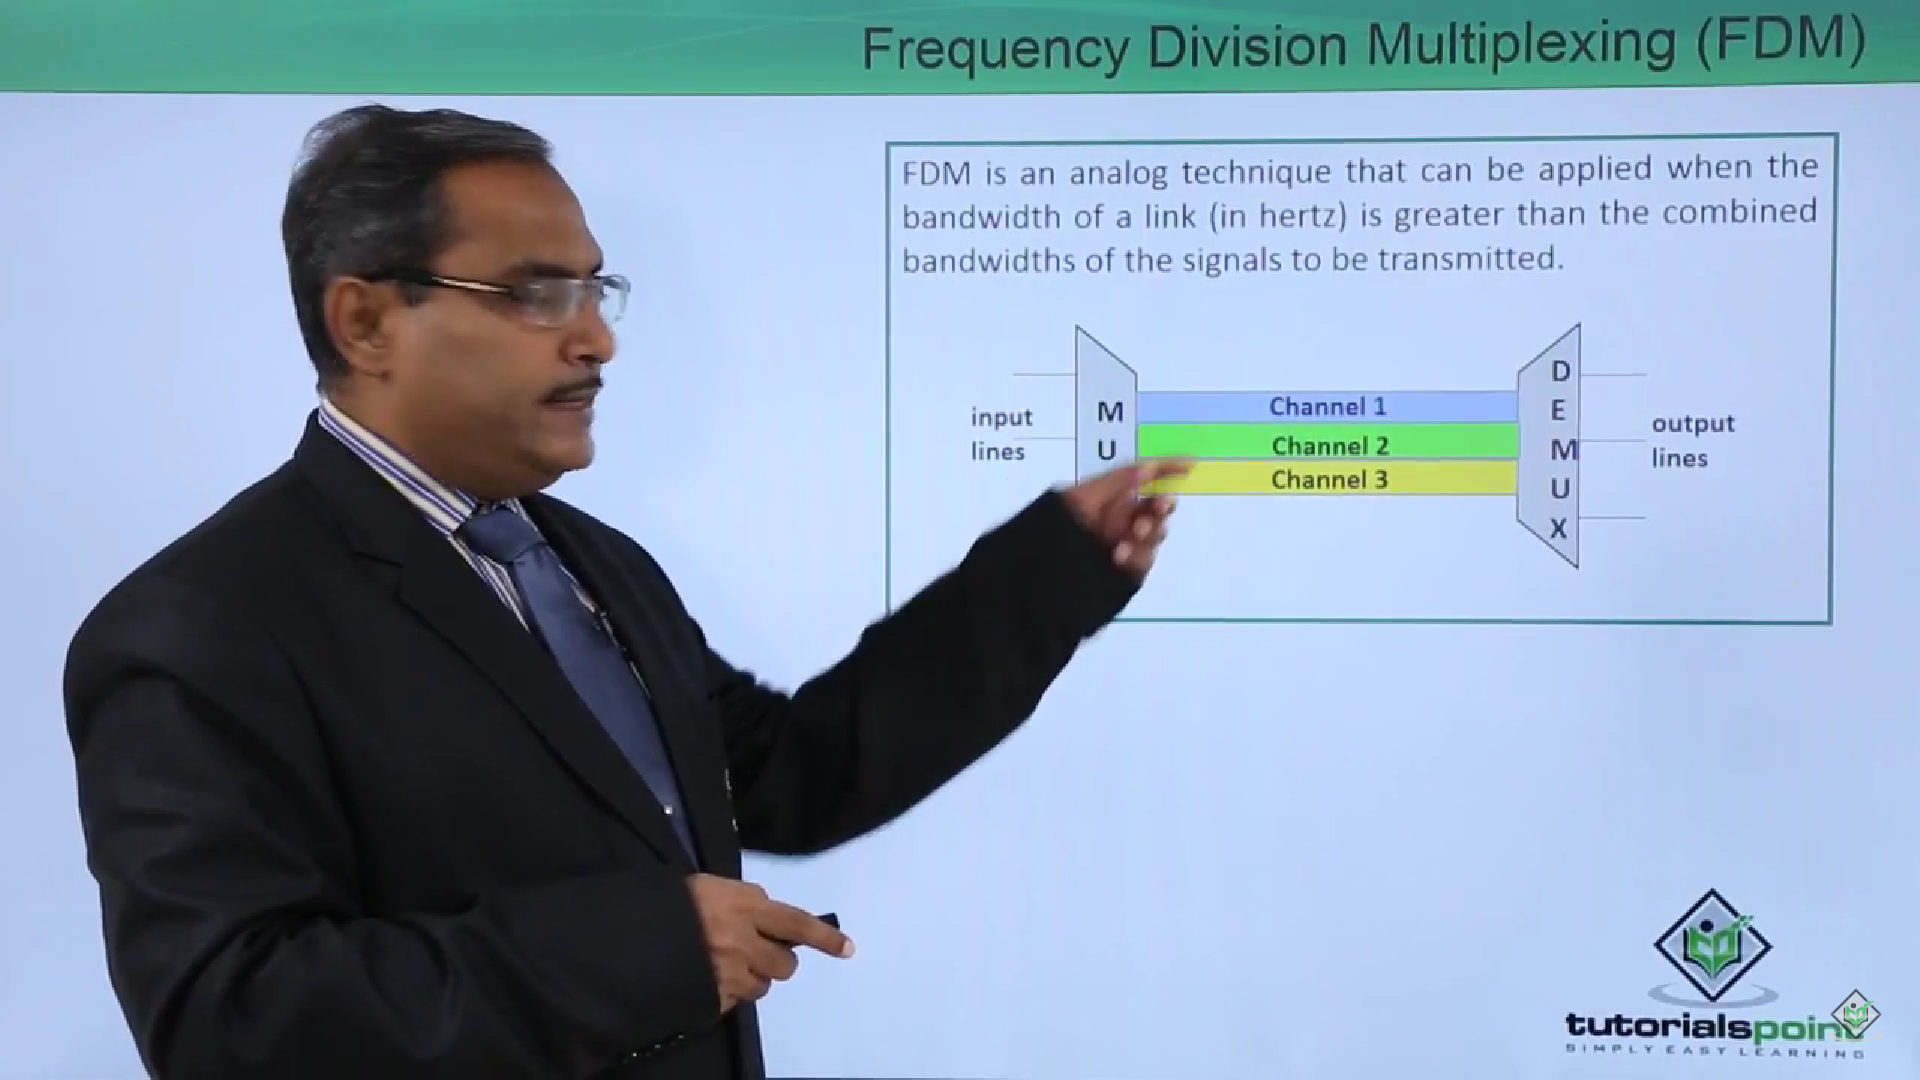 Frequency Division Multiplexing (FDM)
FDM is an analog technique that can be applied when the
bandwidth of a link (in hertz) is greater than the combined
bandwidths of the signals to be transmitted.
input
lines
M
U
Channel 1
Channel 2
Channel 3
D
E
M
U
X
output
lines
tutorialspoint
SIMPLY EASY LEARNING